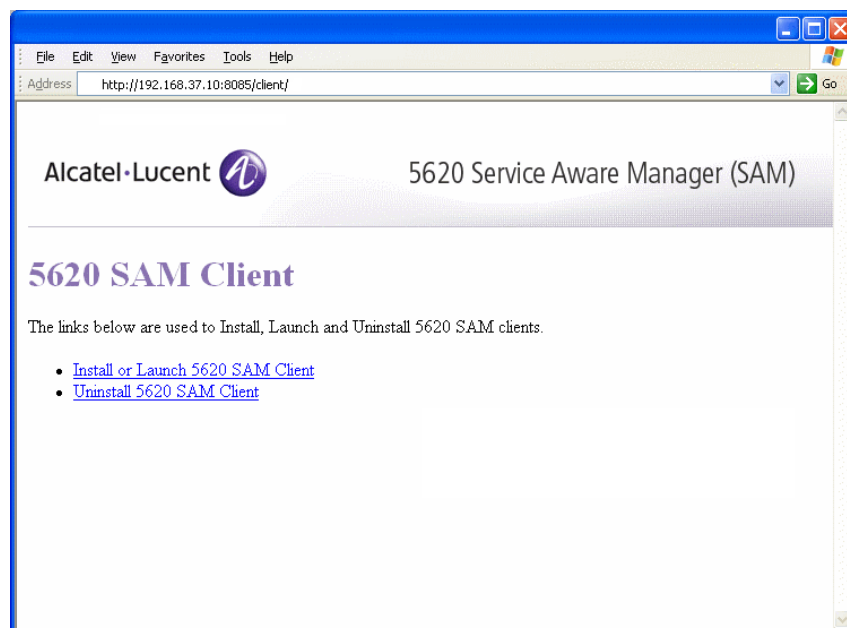 File Edit View Favorites Tools Help
Address http://192.168.37.10:8085/client/ Go
Alcatel·Lucent 5620 Service Aware Manager (SAM)
5620 SAM Client
The links below are used to Install, Launch and Uninstall 5620 SAM clients.
• Install or Launch 5620 SAM Client
• Uninstall 5620 SAM Client